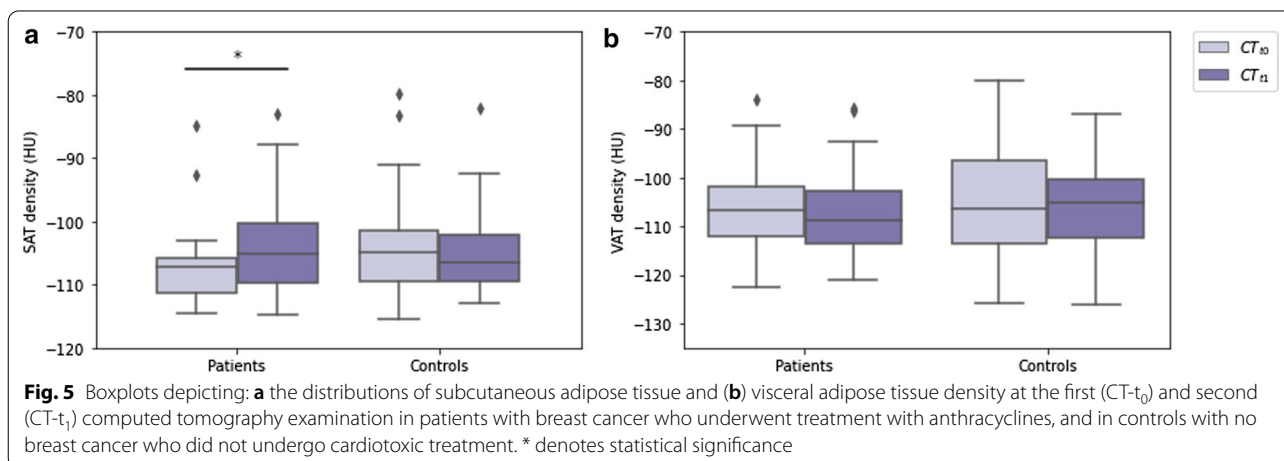 a
−70
−80
−90
−100
−110
−120
SAT density (HU)
*
Patients
Controls
b
−70
−80
−90
−100
−110
−120
−130
VAT density (HU)
Patients
Controls
CT t0
CT t1
Fig. 5 Boxplots depicting: a the distributions of subcutaneous adipose tissue and (b) visceral adipose tissue density at the first (CT-t0) and second
(CT-t1) computed tomography examination in patients with breast cancer who underwent treatment with anthracyclines, and in controls with no
breast cancer who did not undergo cardiotoxic treatment. * denotes statistical significance